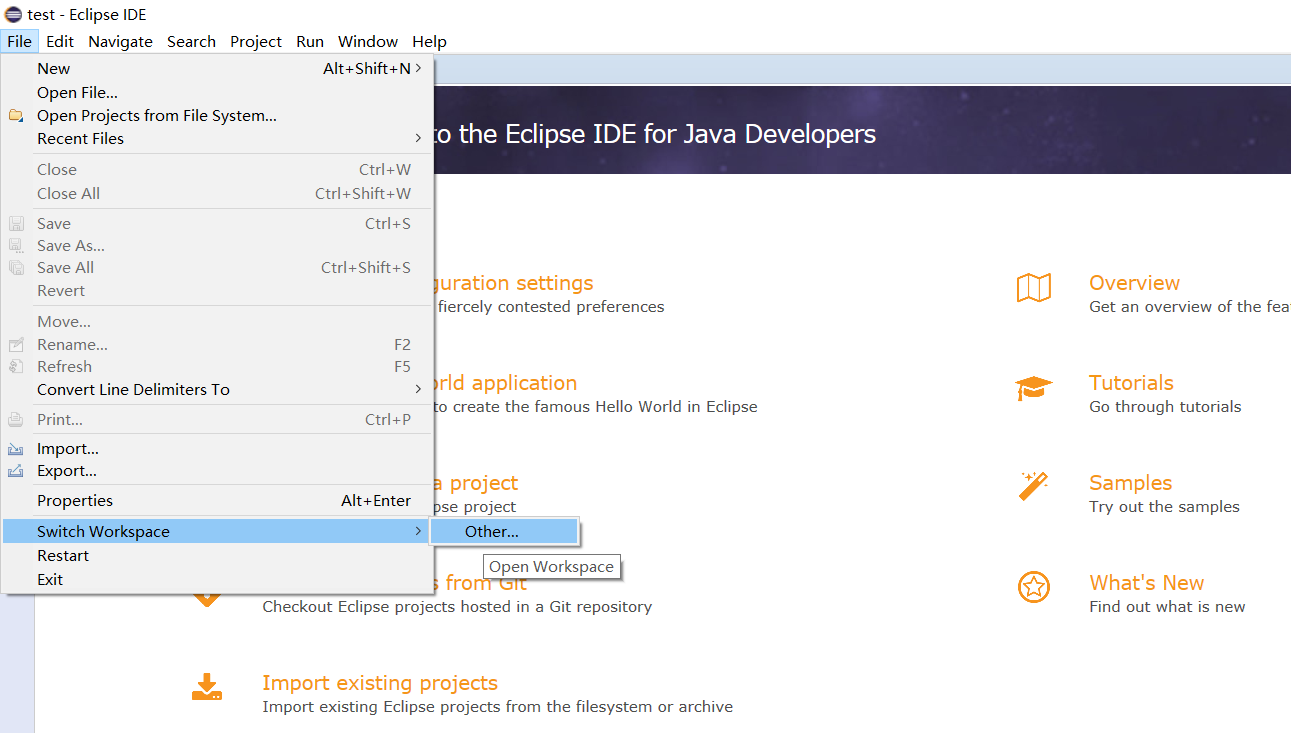 test - Eclipse IDE
File Edit Navigate Search Project Run Window Help
New Alt+Shift+N
Open File...
Open Projects from File System...
Recent Files
Close Ctrl+W
Close All Ctrl+Shift+W
Save Ctrl+S
Save As...
Save All Ctrl+Shift+S
Revert
Move...
Rename... F2
Refresh F5
Convert Line Delimiters To
Print... Ctrl+P
Import...
Export...
Properties Alt+Enter
Switch Workspace
Restart
Exit
Other...
Open Workspace
to the Eclipse IDE for Java Developers
guration settings
fiercely contested preferences
rld application
to create the famous Hello World in Eclipse
a project
pse project
s from Git
Checkout Eclipse projects hosted in a Git repository
Import existing projects
Import existing Eclipse projects from the filesystem or archive
Overview
Get an overview of the fea
Tutorials
Go through tutorials
Samples
Try out the samples
What's New
Find out what is new